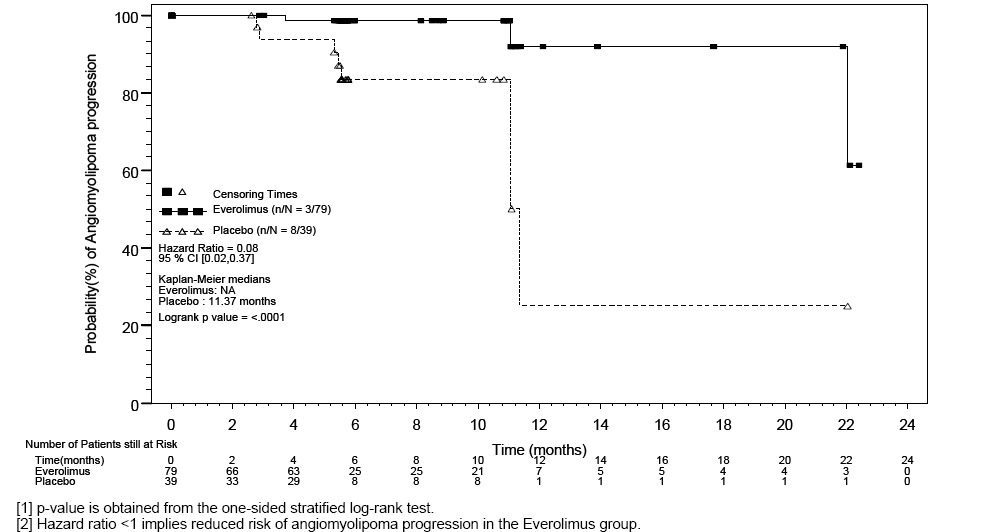 Probability(%) of Angiomyolipoma progression
100
80
60
40
20
0
Censoring Times
Everolimus (n/N = 3/79)
Placebo (n/N = 8/39)
Hazard Ratio = 0.08
95 % CI [0.02,0.37]
Kaplan-Meier medians
Everolimus: NA
Placebo : 11.37 months
Logrank p value = <.0001
0 2 4 6 8 10 12 14 16 18 20 22 24
Time (months)
Number of Patients still at Risk
Time(months) 0 2 4 6 8 10 12 14 16 18 20 22 24
Everolimus 79 66 63 25 25 21 7 5 5 4 4 3 0
Placebo 39 33 29 8 8 8 1 1 1 1 1 1 0
[1] p-value is obtained from the one-sided stratified log-rank test.
[2] Hazard ratio <1 implies reduced risk of angiomyolipoma progression in the Everolimus group.